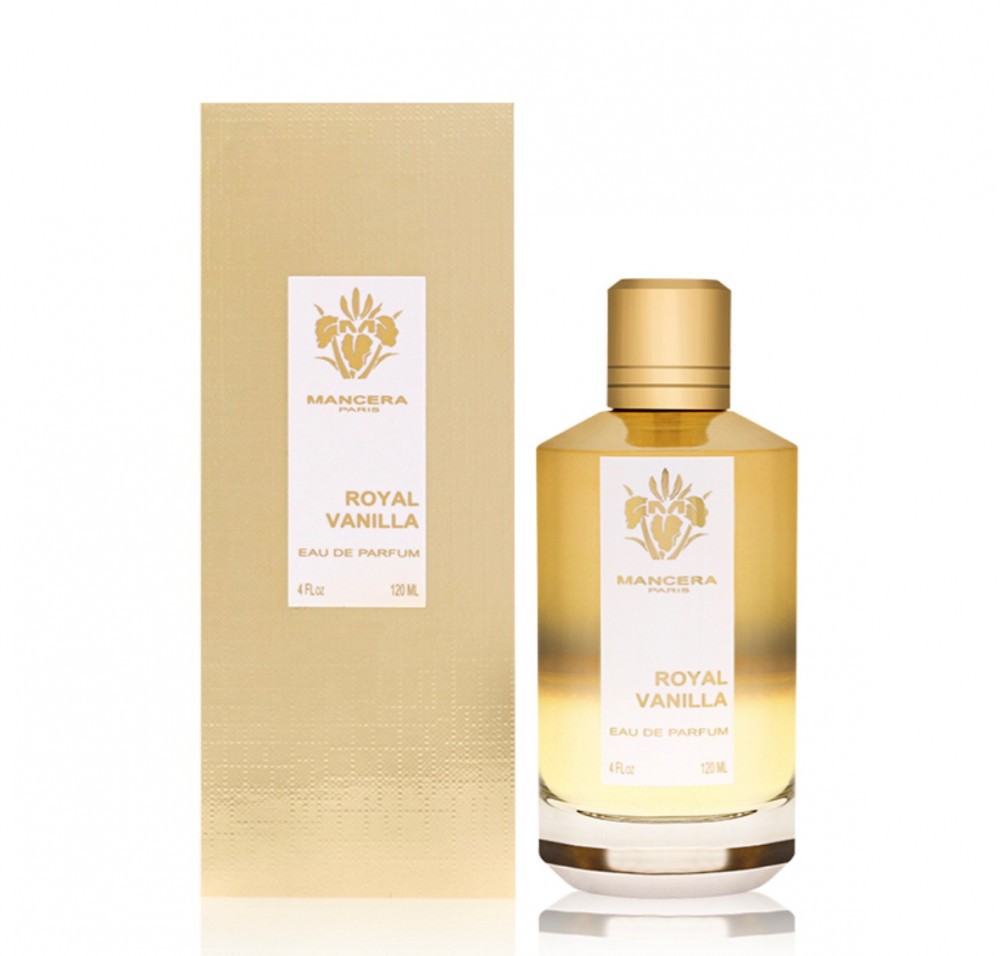 MANCERA
PARIS
ROYAL
VANILLA
EAU DE PARFUM
4 FLoz 120 ML
MANCERA
PARIS
ROYAL
VANILLA
EAU DE PARFUM
4 FLoz 120 ML